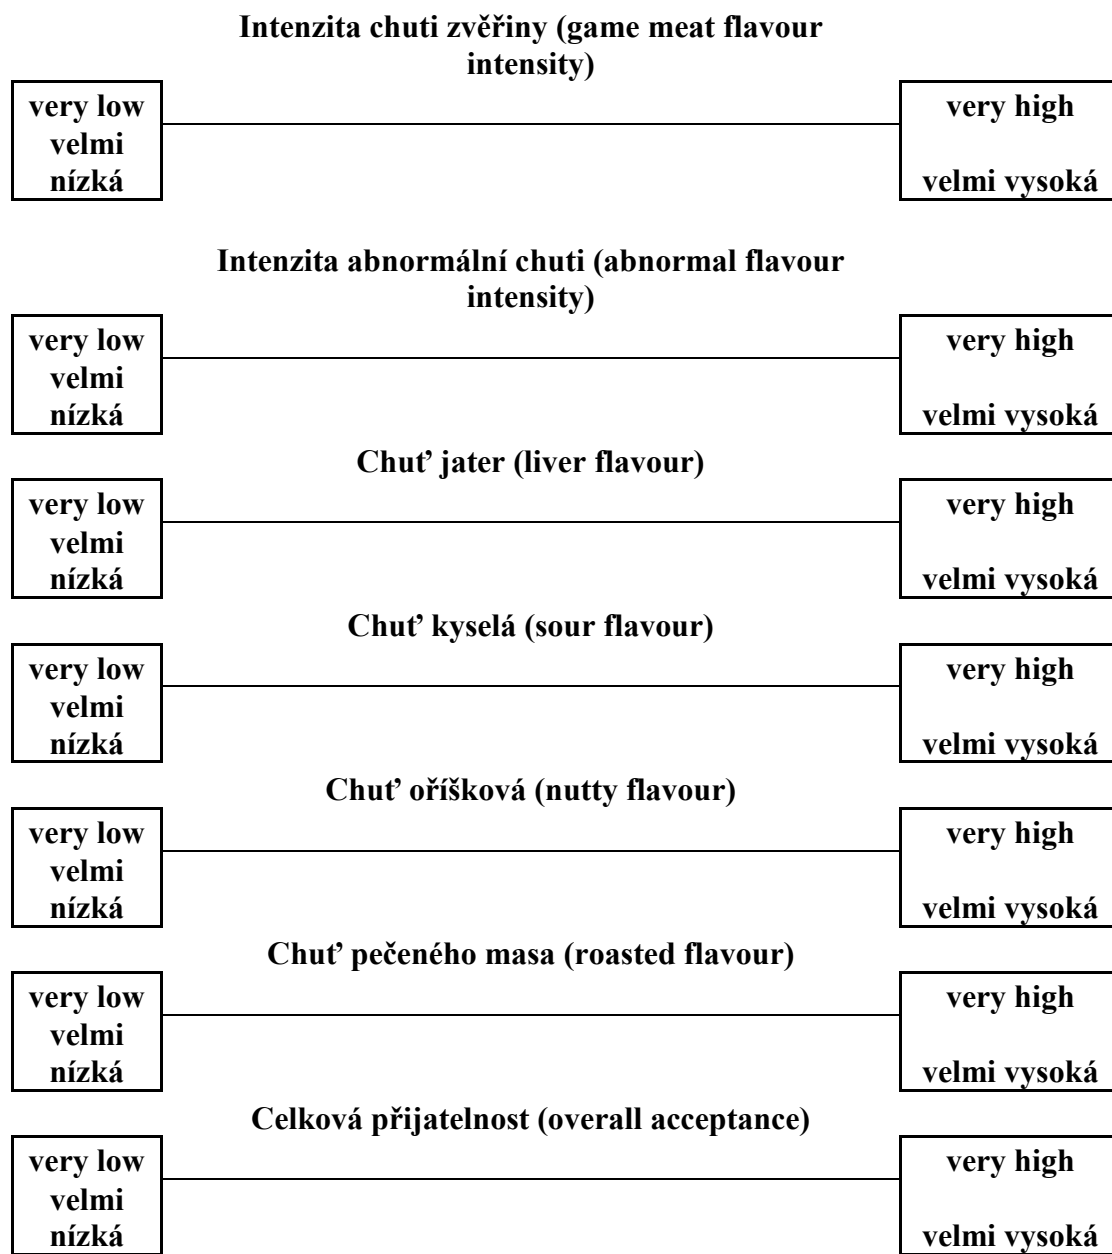 Intenzita chuti zvěřiny (game meat flavour
intensity)
very low
velmi
nízká
very high
velmi vysoká
Intenzita abnormální chuti (abnormal flavour
intensity)
very low
velmi
nízká
very high
velmi vysoká
Chuť jater (liver flavour)
very low
velmi
nízká
very high
velmi vysoká
Chuť kyselá (sour flavour)
very low
velmi
nízká
very high
velmi vysoká
Chuť oříšková (nutty flavour)
very low
velmi
nízká
very high
velmi vysoká
Chuť pečeného masa (roasted flavour)
very low
velmi
nízká
very high
velmi vysoká
Celková přijatelnost (overall acceptance)
very low
velmi
nízká
very high
velmi vysoká